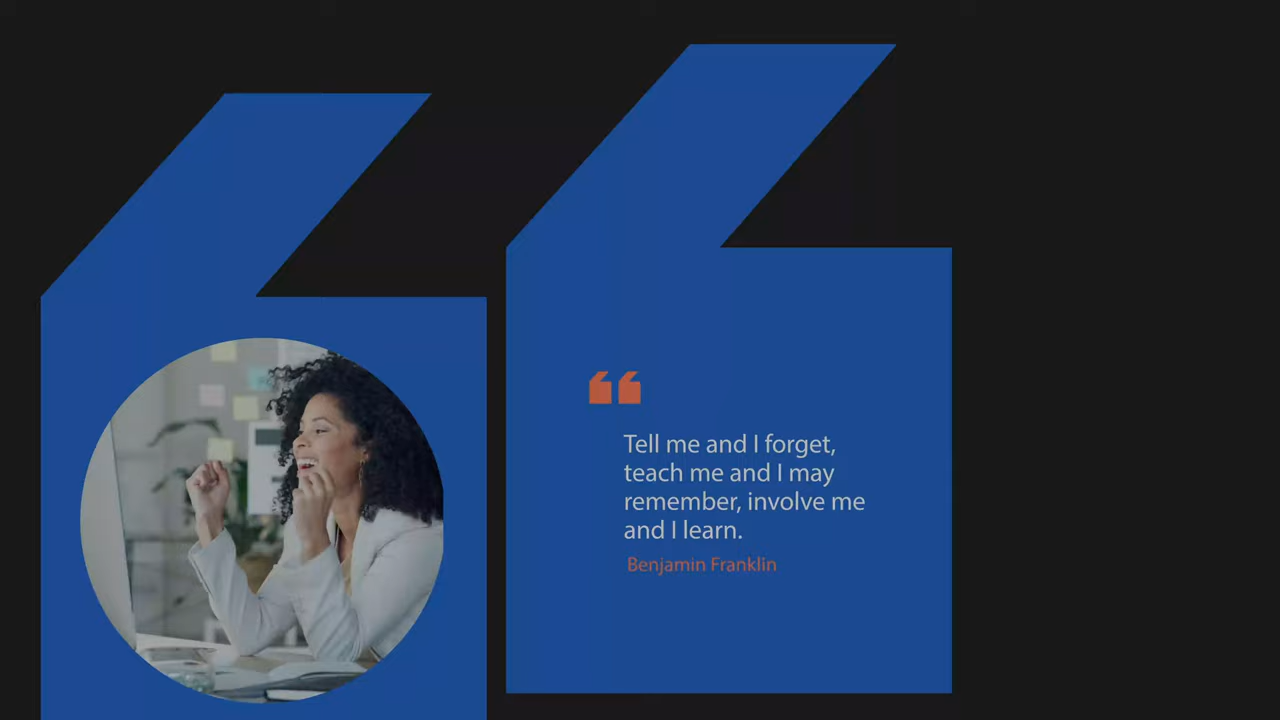 Tell me and I forget,
teach me and I may
remember, involve me
and I learn.
Benjamin Franklin